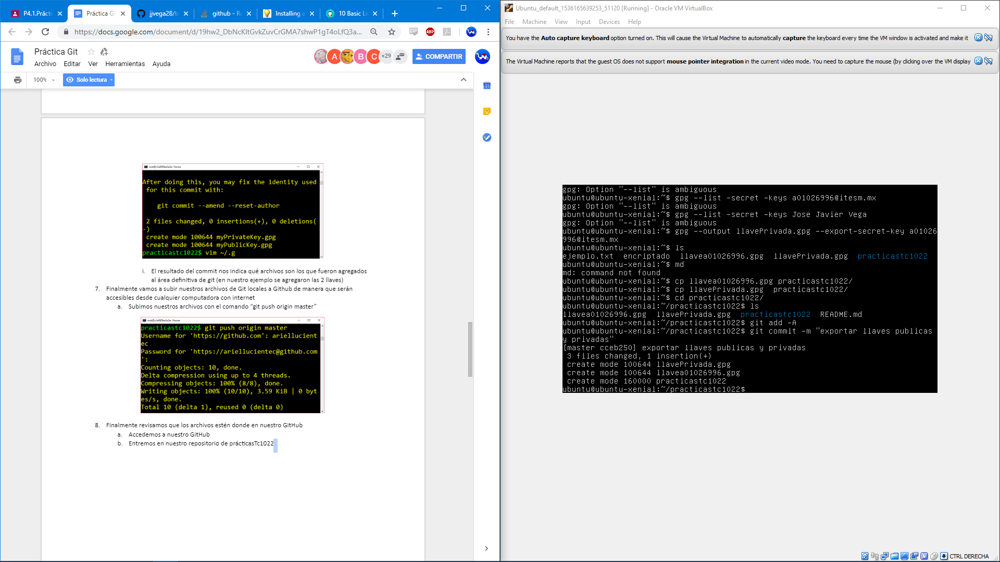 P4.1.Práctic
Práctica Gi
jjvega28/tc
github - Re
Installing a
10 Basic Li
https://docs.google.com/document/d/19hw2_DbNcKltGvkZuvCrGMA7shwP1gT4oLfQ3a...
ABP
Práctica Git
Archivo Editar Ver Herramientas Ayuda
A B C +29
COMPARTIR
100%
Solo lectura
31
After doing this, you may fix the identity used
for this commit with:
git commit --amend --reset-author
2 files changed, 0 insertions(+), 0 deletions(
-)
create mode 100644 myPrivateKey.gpg
create mode 100644 myPublicKey.gpg
practicastc1022$ vim ~/.g
i. El resultado del commit nos indica qué archivos son los que fueron agregados
al área definitiva de git (en nuestro ejemplo se agregaron las 2 llaves)
7. Finalmente vamos a subir nuestros archivos de Git locales a Github de manera que serán
accesibles desde cualquier computadora con internet
a. Subimos nuestros archivos con el comando “git push origin master”
practicastc1022$ git push origin master
Username for 'https://github.com': ariellucient
ec
Password for 'https://ariellucientec@github.com
':
Counting objects: 10, done.
Delta compression using up to 4 threads.
Compressing objects: 100% (8/8), done.
Writing objects: 100% (10/10), 3.59 KiB | 0 byt
es/s, done.
Total 10 (delta 1), reused 0 (delta 0)
8. Finalmente revisamos que los archivos estén donde en nuestro GitHub
a. Accedemos a nuestro GitHub
b. Entremos en nuestro repositorio de prácticasTc1022
Ubuntu_default_1536165639253_51120 [Running] - Oracle VM VirtualBox
File Machine View Input Devices Help
You have the Auto capture keyboard option turned on. This will cause the Virtual Machine to automatically capture the keyboard every time the VM window is activated and make it
The Virtual Machine reports that the guest OS does not support mouse pointer integration in the current video mode. You need to capture the mouse (by clicking over the VM display
gpg: Option "--list" is ambiguous
ubuntu@ubuntu-xenial:~$ gpg --list -secret -keys a01026996@itesm.mx
gpg: Option "--list" is ambiguous
ubuntu@ubuntu-xenial:~$ gpg --list -secret -keys Jose Javier Vega
gpg: Option "--list" is ambiguous
ubuntu@ubuntu-xenial:~$ gpg --output llavePrivada.gpg --export-secret-key a01026
996@itesm.mx
ubuntu@ubuntu-xenial:~$ ls
ejemplo.txt encriptado llavea01026996.gpg llavePrivada.gpg practicastc1022
ubuntu@ubuntu-xenial:~$ md
md: command not found
ubuntu@ubuntu-xenial:~$ cp llavea01026996.gpg practicastc1022/
ubuntu@ubuntu-xenial:~$ cp llavePrivada.gpg practicastc1022/
ubuntu@ubuntu-xenial:~$ cd practicastc1022/
ubuntu@ubuntu-xenial:~/practicastc1022$ ls
llavea01026996.gpg llavePrivada.gpg practicastc1022 README.md
ubuntu@ubuntu-xenial:~/practicastc1022$ git add -A
ubuntu@ubuntu-xenial:~/practicastc1022$ git commit -m "exportar llaves publicas
y privadas"
[master cceb250] exportar llaves publicas y privadas
3 files changed, 1 insertion(+)
create mode 100644 llavePrivada.gpg
create mode 100644 llavea01026996.gpg
create mode 160000 practicastc1022
ubuntu@ubuntu-xenial:~/practicastc1022$
CTRL DERECHA